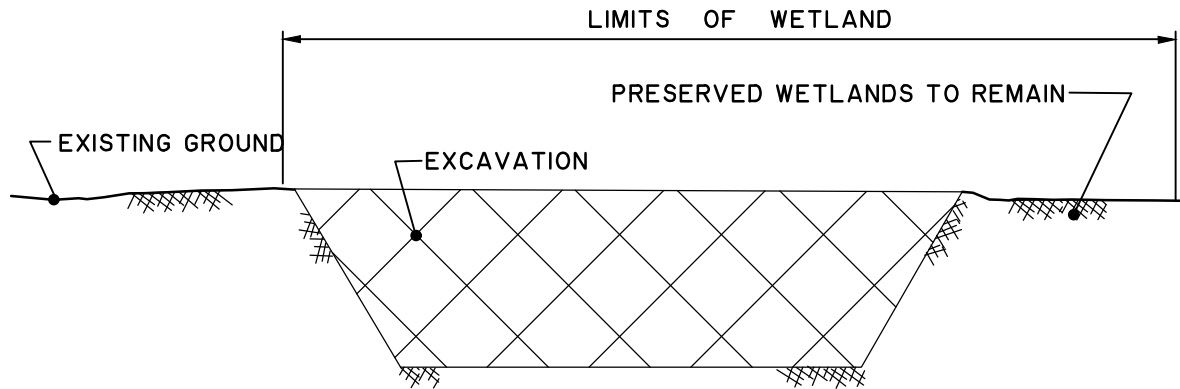 LIMITS OF WETLAND
PRESERVED WETLANDS TO REMAIN
EXISTING GROUND
EXCAVATION